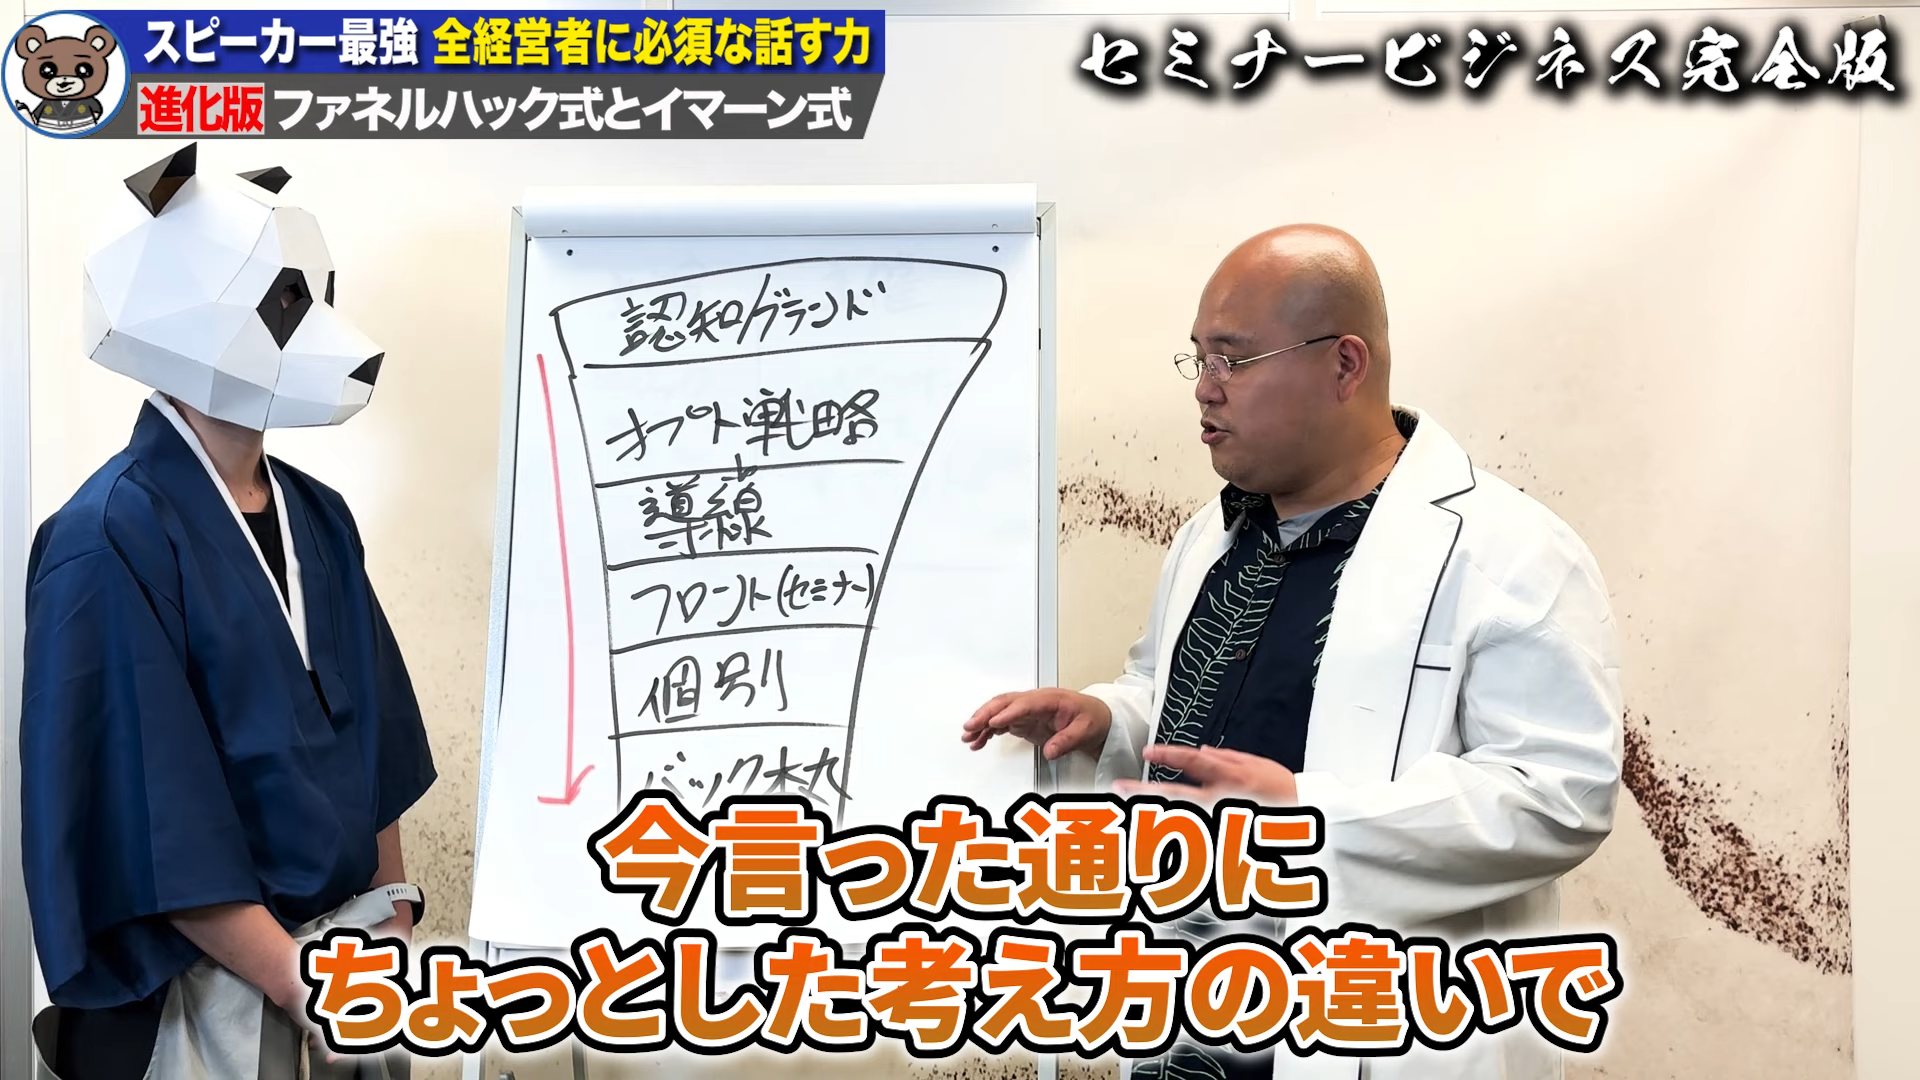 スピーカー最強 全経営者に必須な話す力
進化版 ファネルハック式とイマーン式
セミナービジネス完全版
認知/ブランド
オプト戦略
導線
フロント(セミナー)
個別
バック本丸
今言った通りに
ちょっとした考え方の違いで